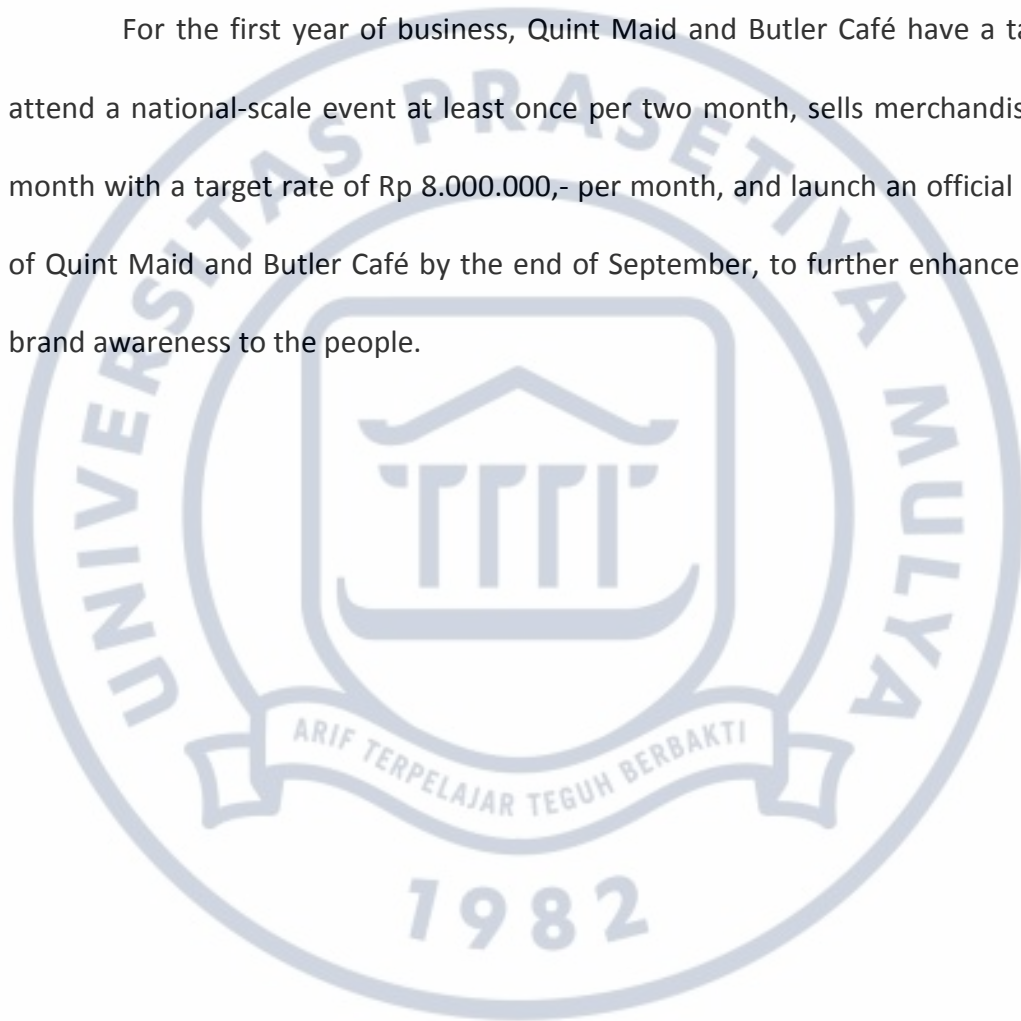 For the first year of business, Quint Maid and Butler Café have a ta
attend a national-scale event at least once per two month, sells merchandis
month with a target rate of Rp 8.000.000,- per month, and launch an official
of Quint Maid and Butler Café by the end of September, to further enhance
brand awareness to the people.
UNIVERSITAS PRASETIYA MULYA
ARIF TERPELAJAR TEGUH BERBAKTI
1982